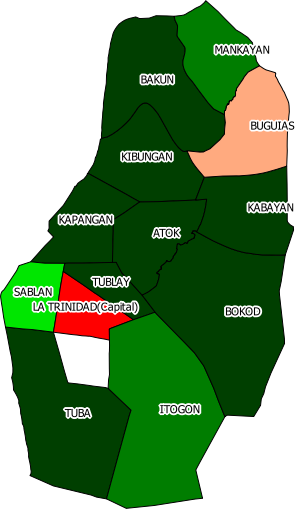 MANKAYAN
BAKUN
BUGUIAS
KIBUNGAN
KABAYAN
KAPANGAN
ATOK
TUBLAY
SABLAN
LA TRINIDAD(Capital)
BOKOD
TUBA
ITOGON